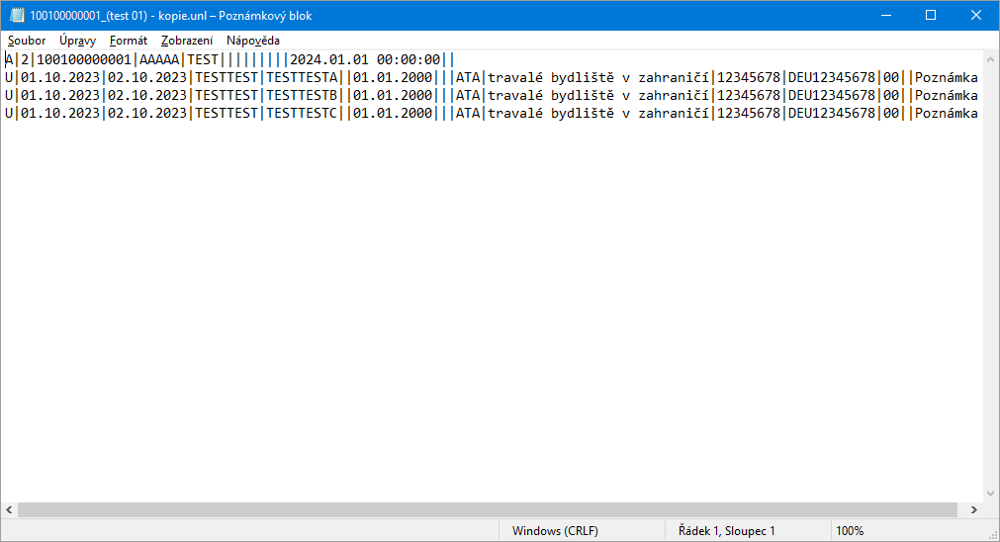 100100000001_(test 01) - kopie.unl – Poznámkový blok
Soubor Úpravy Formát Zobrazení Nápověda
A|2|100100000001|AAAAA|TEST|||||||||2024.01.01 00:00:00||
U|01.10.2023|02.10.2023|TESTTEST|TESTTESTA||01.01.2000|||ATA|travalé bydliště v zahraničí|12345678|DEU12345678|00||Poznámka
U|01.10.2023|02.10.2023|TESTTEST|TESTTESTB||01.01.2000|||ATA|travalé bydliště v zahraničí|12345678|DEU12345678|00||Poznámka
U|01.10.2023|02.10.2023|TESTTEST|TESTTESTC||01.01.2000|||ATA|travalé bydliště v zahraničí|12345678|DEU12345678|00||Poznámka
Windows (CRLF) Řádek 1, Sloupec 1 100%